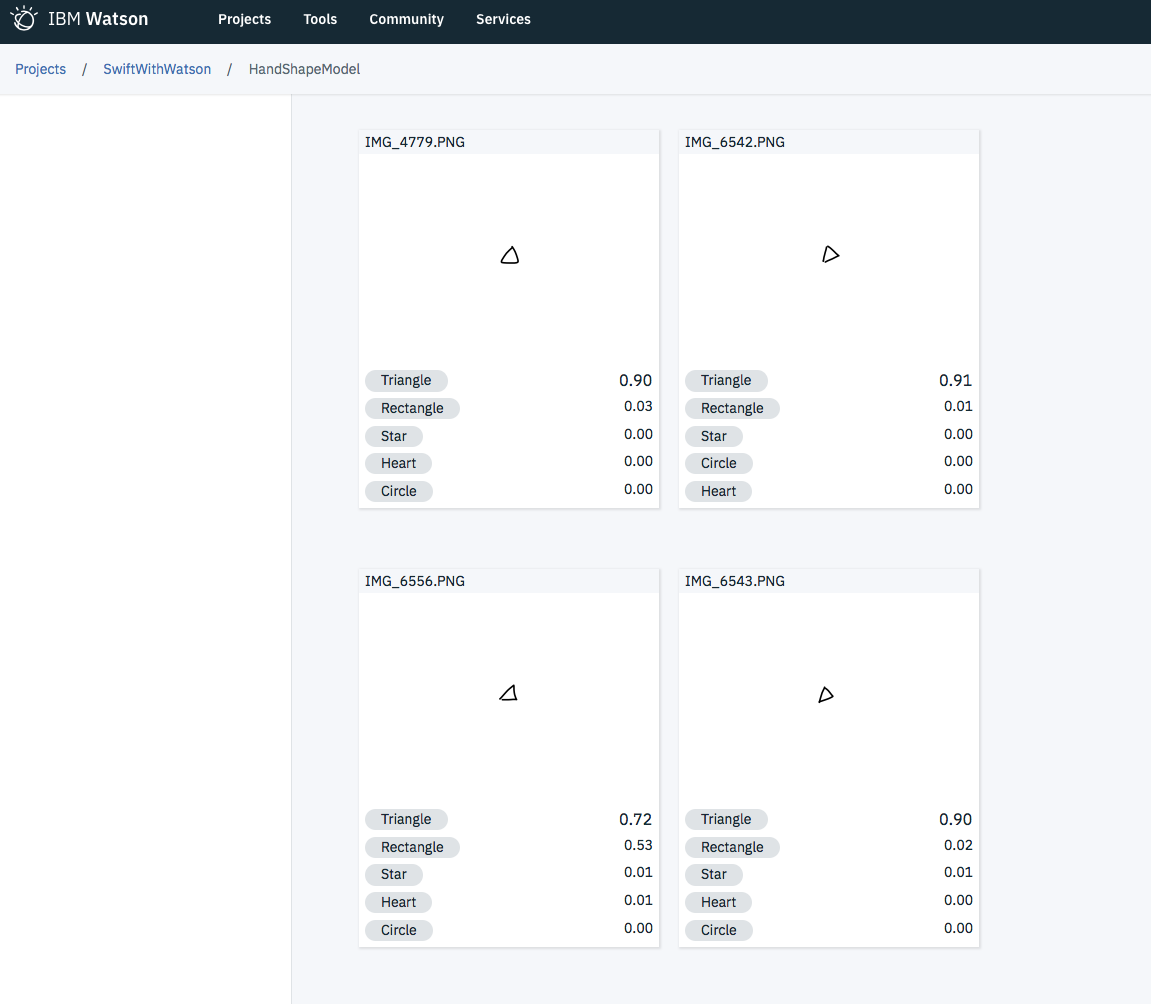 IBM Watson Projects Tools Community Services
Projects / SwiftWithWatson / HandShapeModel
IMG_4779.PNG
Triangle 0.90
Rectangle 0.03
Star 0.00
Heart 0.00
Circle 0.00
IMG_6542.PNG
Triangle 0.91
Rectangle 0.01
Star 0.00
Circle 0.00
Heart 0.00
IMG_6556.PNG
Triangle 0.72
Rectangle 0.53
Star 0.01
Heart 0.01
Circle 0.00
IMG_6543.PNG
Triangle 0.90
Rectangle 0.02
Star 0.01
Heart 0.00
Circle 0.00